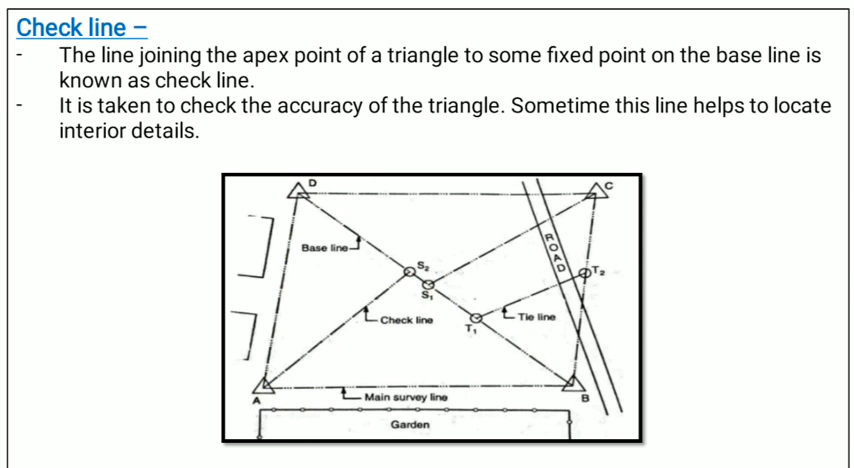 Check line –
- The line joining the apex point of a triangle to some fixed point on the base line is
known as check line.
- It is taken to check the accuracy of the triangle. Sometime this line helps to locate
interior details.
D
C
Base line
ROAD
S2
T2
S1
Check line
T1
Tie line
A
Main survey line
B
Garden